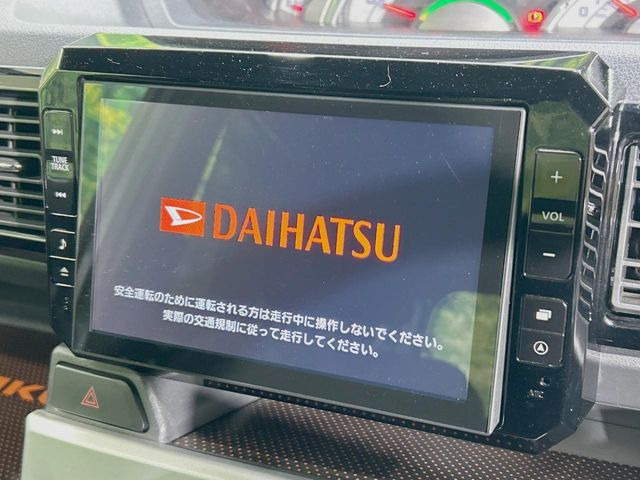 TUNE
TRACK
VOL
DAIHATSU
安全運転のために運転される方は走行中に操作しないでください。
実際の交通規制に従って走行してください。
MIC